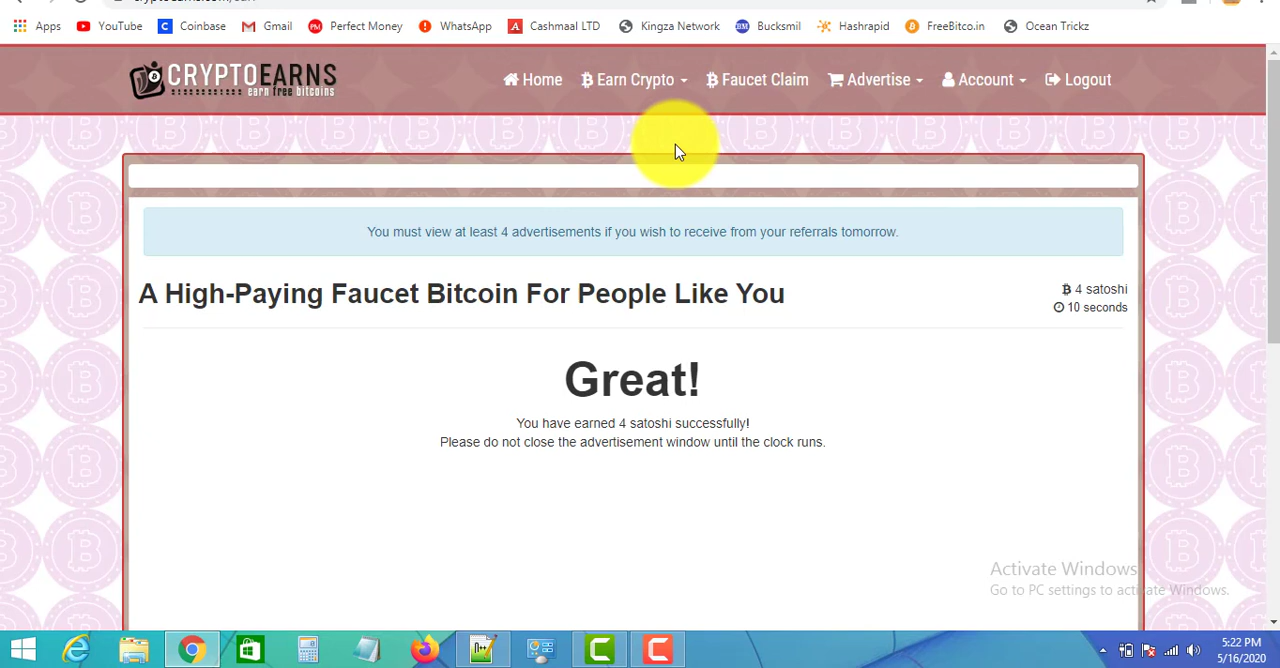 Apps YouTube Coinbase Gmail Perfect Money WhatsApp Cashmaal LTD Kingza Network Bucksmil Hashrapid FreeBitco.in Ocean Trickz
CRYPTOEARNS
earn free bitcoins
Home Earn Crypto Faucet Claim Advertise Account Logout
You must view at least 4 advertisements if you wish to receive from your referrals tomorrow.
A High-Paying Faucet Bitcoin For People Like You
4 satoshi
10 seconds
Great!
You have earned 4 satoshi successfully!
Please do not close the advertisement window until the clock runs.
Activate Windows
Go to PC settings to activate Windows.
5:22 PM
5/16/2020